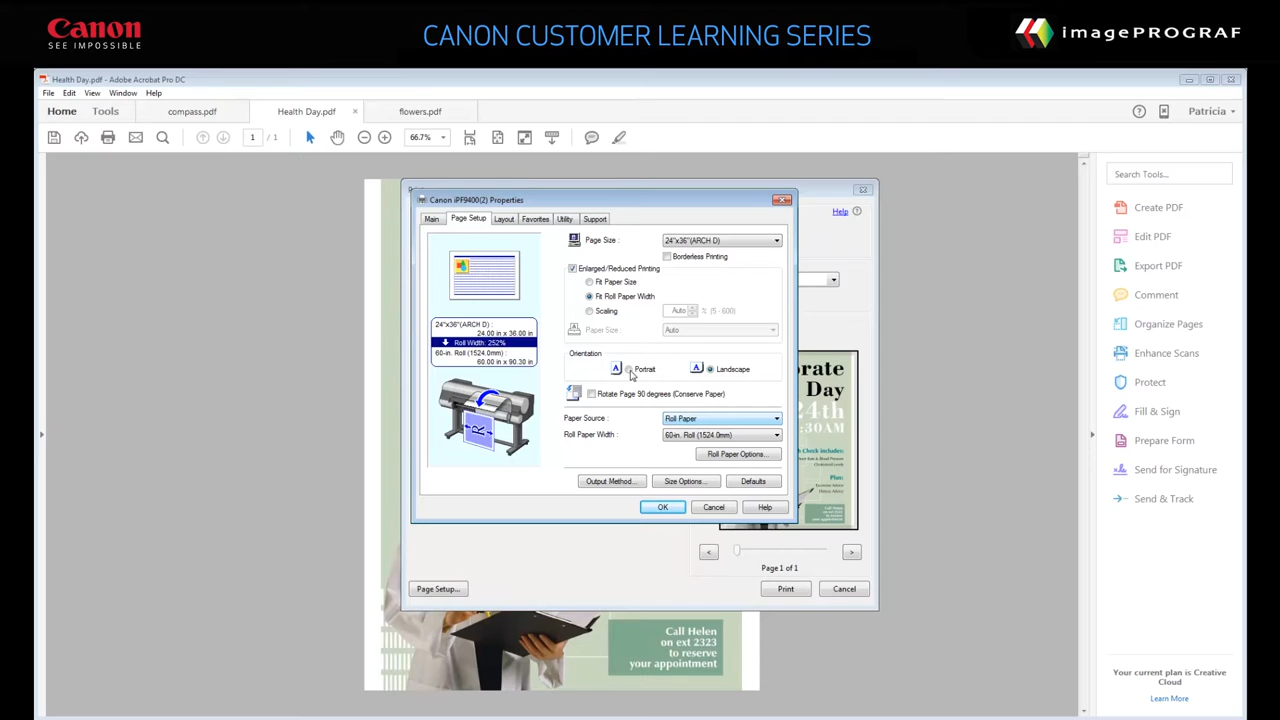 Canon
SEE IMPOSSIBLE
CANON CUSTOMER LEARNING SERIES
imagePROGRAF
Health Day.pdf - Adobe Acrobat Pro DC
File Edit View Window Help
Home Tools compass.pdf Health Day.pdf × flowers.pdf Patricia
1 / 1 66.7%
Search Tools...
Create PDF
Edit PDF
Export PDF
Comment
Organize Pages
Enhance Scans
Protect
Fill & Sign
Prepare Form
Send for Signature
Send & Track
Your current plan is Creative
Cloud
Learn More
Help
Canon iPF9400(2) Properties
Main Page Setup Layout Favorites Utility Support
Page Size : 24"x36"(ARCH D)
Borderless Printing
Enlarged/Reduced Printing
Fit Paper Size
Fit Roll Paper Width
Scaling Auto % (5 - 600)
Paper Size : Auto
Orientation
A Portrait A Landscape
Rotate Page 90 degrees (Conserve Paper)
Paper Source : Roll Paper
Roll Paper Width : 60-in. Roll (1524.0mm)
Roll Paper Options...
Output Method... Size Options... Defaults
OK Cancel Help
24"x36"(ARCH D) :
24.00 in x 36.00 in
Roll Width: 252%
60-in. Roll (1524.0mm) :
60.00 in x 90.30 in
R
orate
Day
24th
:30AM
Check includes:
Plan:
< >
Page 1 of 1
Page Setup... Print Cancel
Call Helen
on ext 2323
to reserve
your appointment